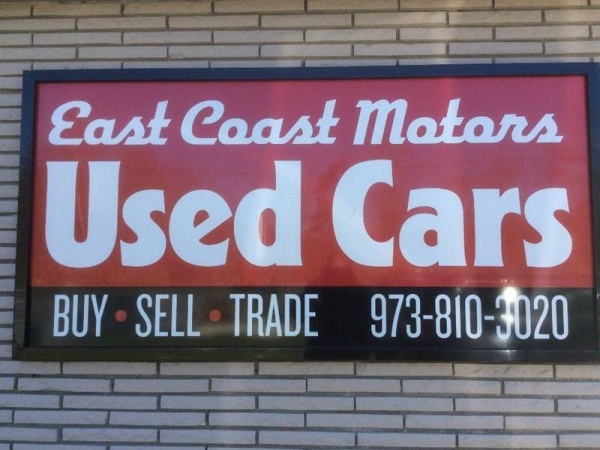 East Coast Motors
Used Cars
BUY • SELL • TRADE 973-810-3020